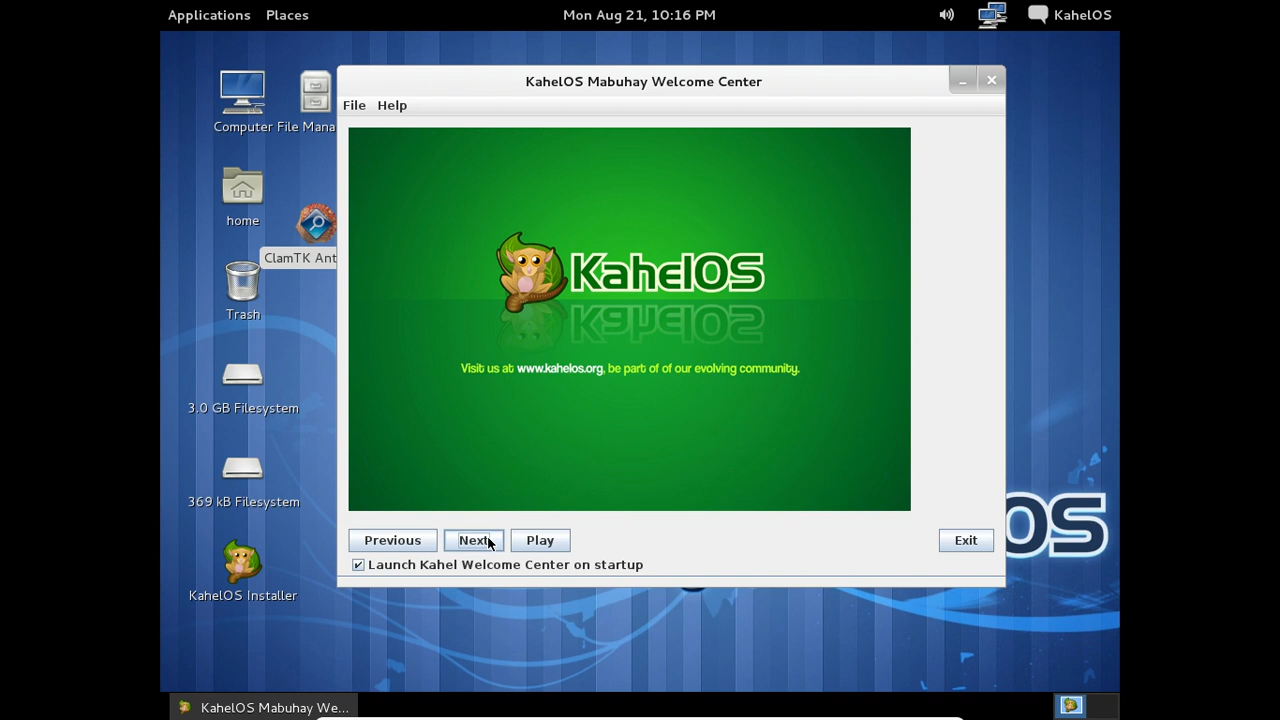 Applications Places Mon Aug 21, 10:16 PM KahelOS
KahelOS Mabuhay Welcome Center
File Help
Computer File Mana
home
ClamTK Ant
Trash
3.0 GB Filesystem
369 kB Filesystem
KahelOS Installer
KahelOS
Visit us at www.kahelos.org, be part of of our evolving community.
Previous Next Play Exit
Launch Kahel Welcome Center on startup
OS
KahelOS Mabuhay We...